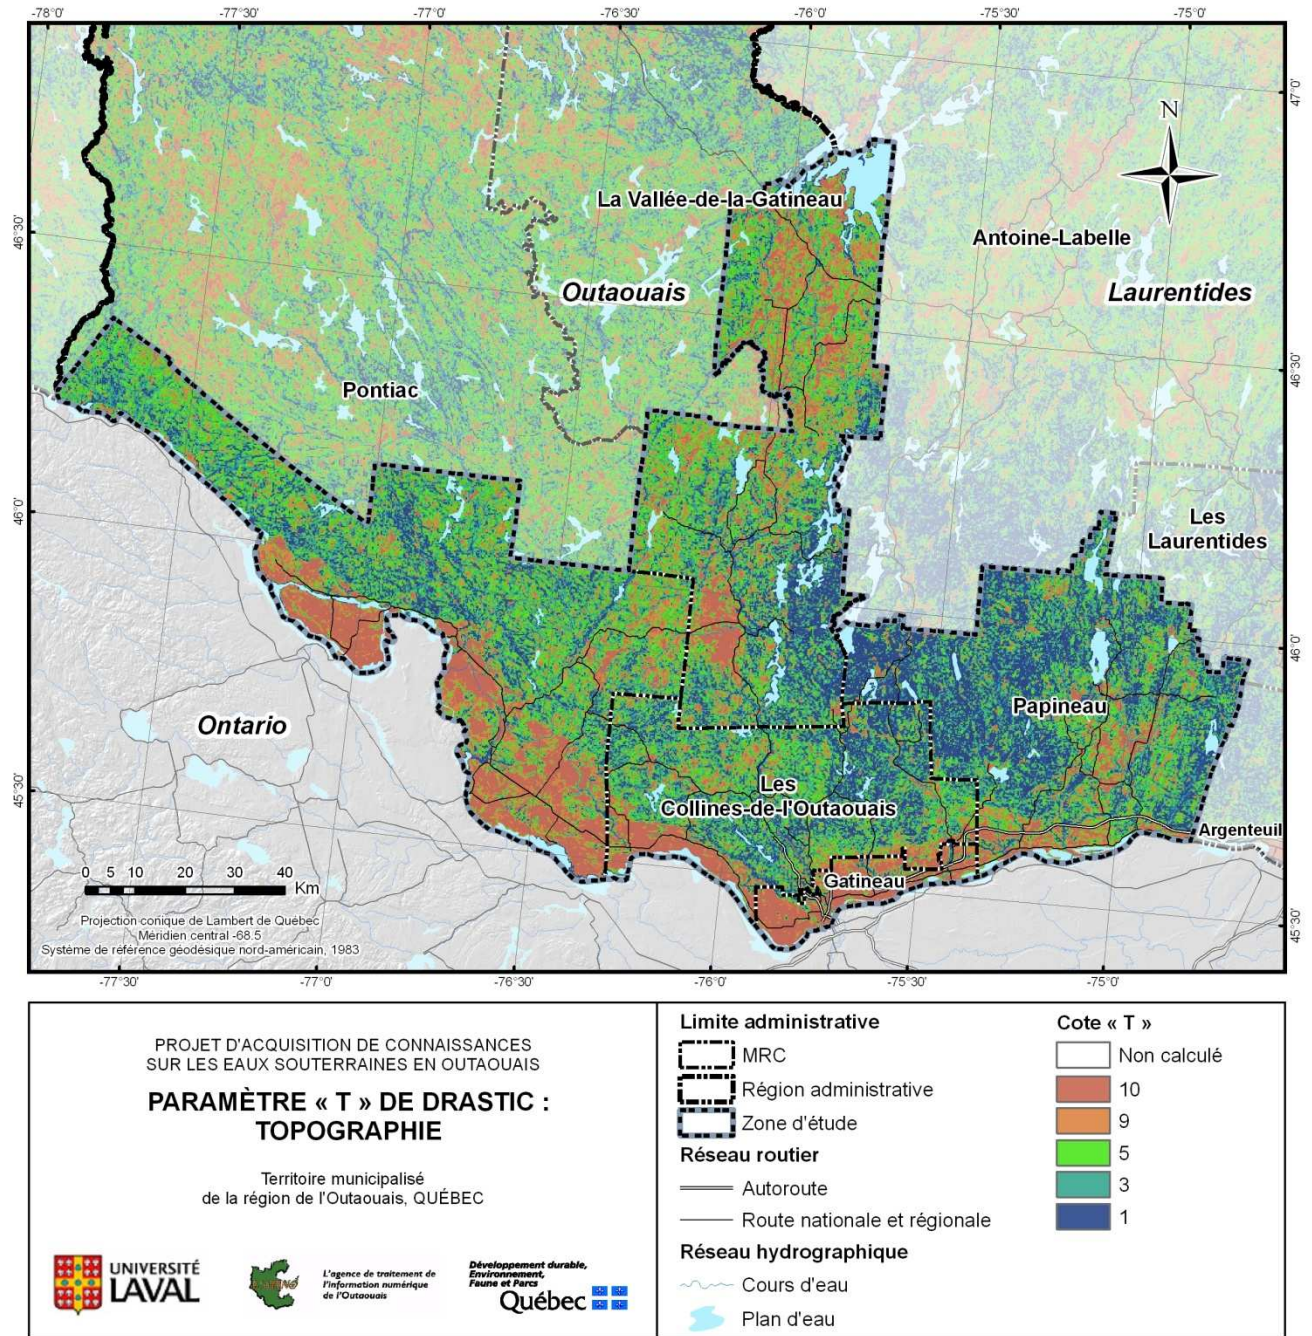 -78°0'
-77°30'
-77°0'
-76°30'
-76°0'
-75°30'
-75°0'
47°0'
N
La Vallée-de-la-Gatineau
46°30'
Antoine-Labelle
Outaouais
Laurentides
46°30'
Pontiac
46°0'
Les
Laurentides
46°0'
Ontario
Papineau
45°30'
Les
Collines-de-l'Outaouais
Argenteuil
Gatineau
0 5 10 20 30 40
Km
45°30'
Projection conique de Lambert de Québec
Méridien central -68.5
Système de référence géodésique nord-américain, 1983
-77°30'
-77°0'
-76°30'
-76°0'
-75°30'
-75°0'
PROJET D'ACQUISITION DE CONNAISSANCES
SUR LES EAUX SOUTERRAINES EN OUTAOUAIS
PARAMÈTRE « T » DE DRASTIC :
TOPOGRAPHIE
Territoire municipalisé
de la région de l'Outaouais, QUÉBEC
UNIVERSITÉ
LAVAL
L'agence de traitement de
l'information numérique
de l'Outaouais
Développement durable,
Environnement,
Faune et Parcs
Québec
Limite administrative
MRC
Région administrative
Zone d'étude
Réseau routier
Autoroute
Route nationale et régionale
Réseau hydrographique
Cours d'eau
Plan d'eau
Cote « T »
Non calculé
10
9
5
3
1